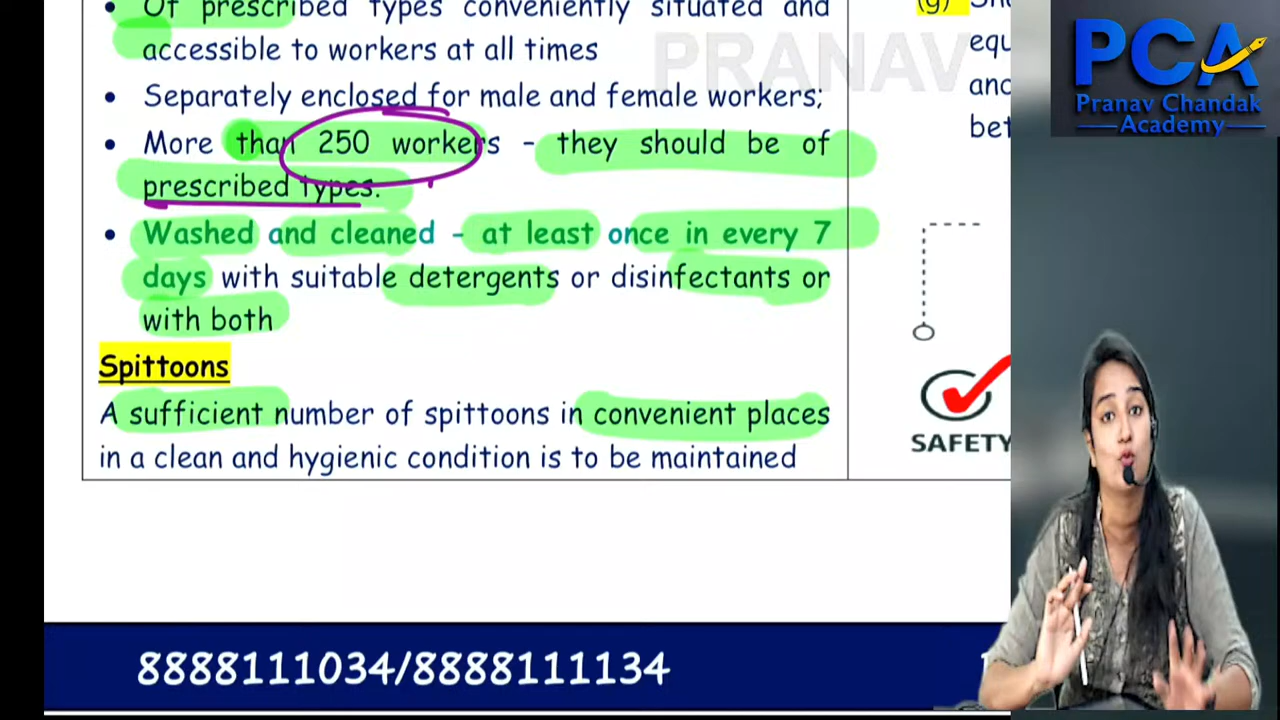 Of prescribed types conveniently situated and
accessible to workers at all times
• Separately enclosed for male and female workers;
• More than 250 workers – they should be of
prescribed types.
• Washed and cleaned – at least once in every 7
days with suitable detergents or disinfectants or
with both
Spittoons
A sufficient number of spittoons in convenient places
in a clean and hygienic condition is to be maintained
(g)
SAFETY
PRANAV
PCA
Pranav Chandak
Academy
8888111034/8888111134